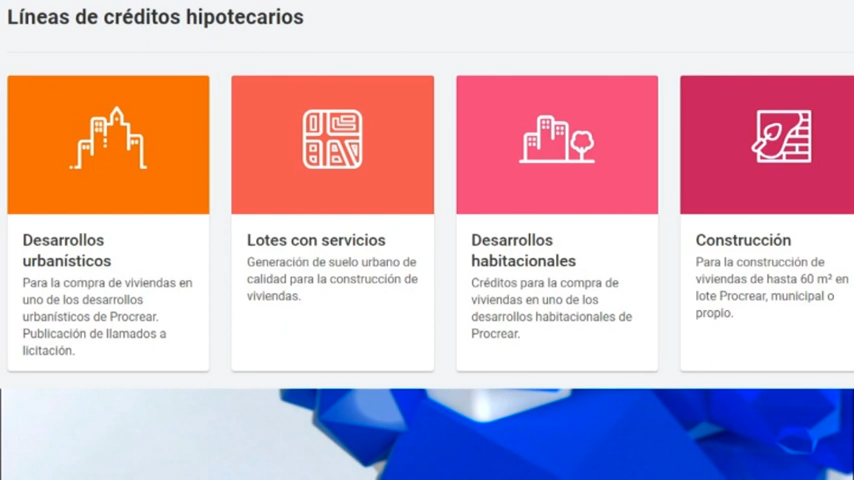 Líneas de créditos hipotecarios
Desarrollos
urbanísticos
Para la compra de viviendas en
uno de los desarrollos
urbanísticos de Procrear.
Publicación de llamados a
licitación.
Lotes con servicios
Generación de suelo urbano de
calidad para la construcción de
viviendas.
Desarrollos
habitacionales
Créditos para la compra de
viviendas en uno de los
desarrollos habitacionales de
Procrear.
Construcción
Para la construcción de
viviendas de hasta 60 m² en
lote Procrear, municipal o
propio.